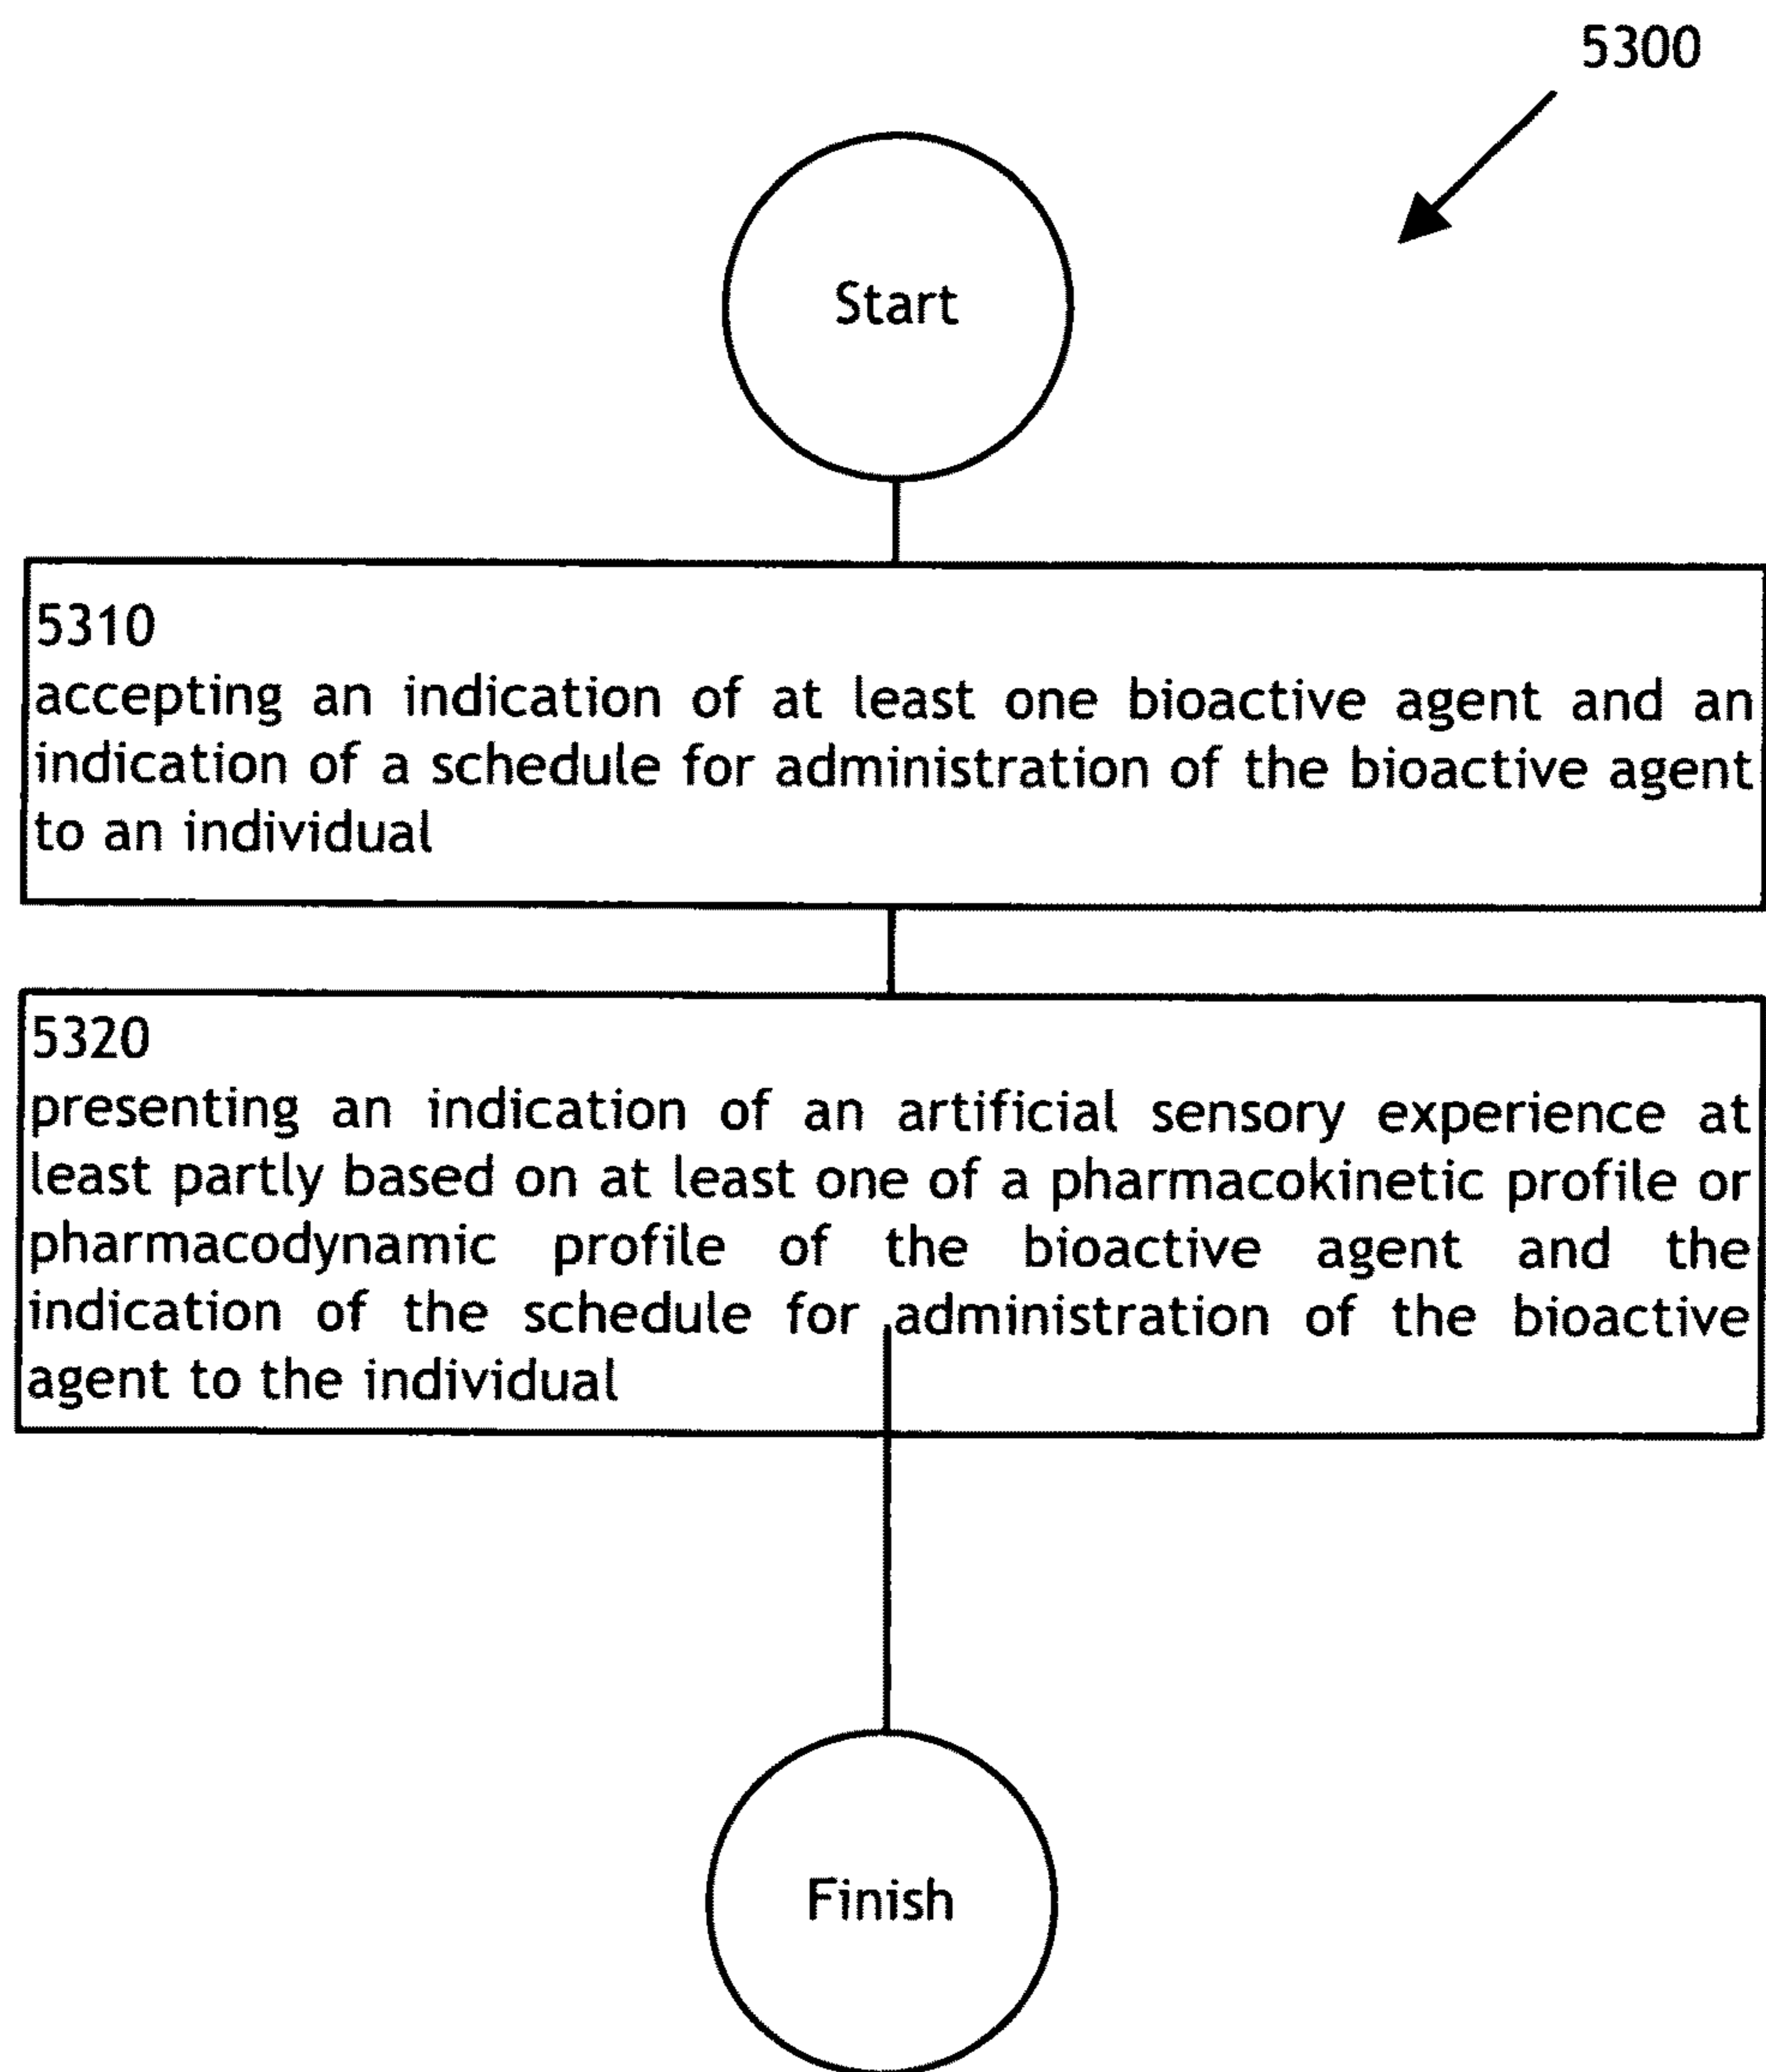 5300
Start
5310
accepting an indication of at least one bioactive agent and an
indication of a schedule for administration of the bioactive agent
to an individual
5320
presenting an indication of an artificial sensory experience at
least partly based on at least one of a pharmacokinetic profile or
pharmacodynamic profile of the bioactive agent and the
indication of the schedule for administration of the bioactive
agent to the individual
Finish